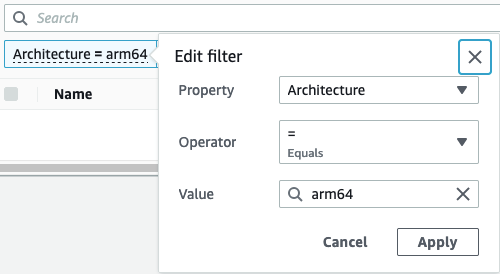 Search
Architecture = arm64
Edit filter
Property
Architecture
Name
Operator
=
Equals
Value
arm64
Cancel
Apply